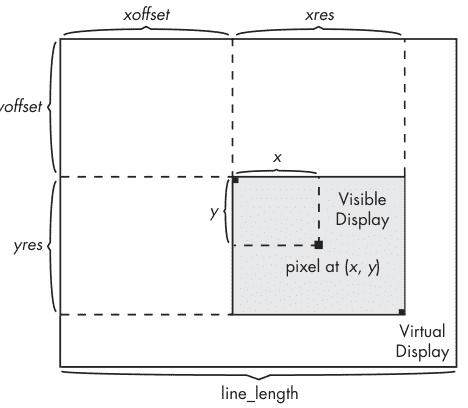 xoffset
xres
yoffset
x
Visible
Display
y
yres
pixel at (x, y)
Virtual
Display
line_length